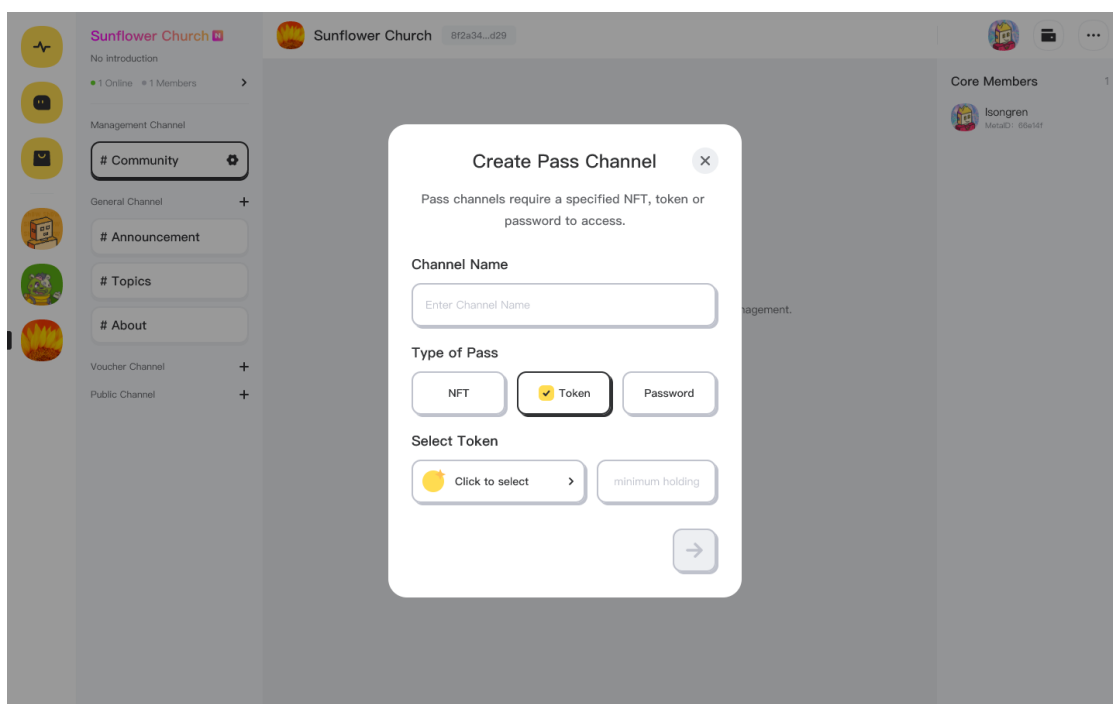 Sunflower Church
No introduction
1 Online 1 Members
Management Channel
# Community
General Channel
# Announcement
# Topics
# About
Voucher Channel
Public Channel
Sunflower Church 8f2a34...d29
Create Pass Channel
Pass channels require a specified NFT, token or
password to access.
Channel Name
Enter Channel Name
Type of Pass
NFT Token Password
Select Token
Click to select minimum holding
nagement.
Core Members 1
lsongren
MetaID: 68e14f